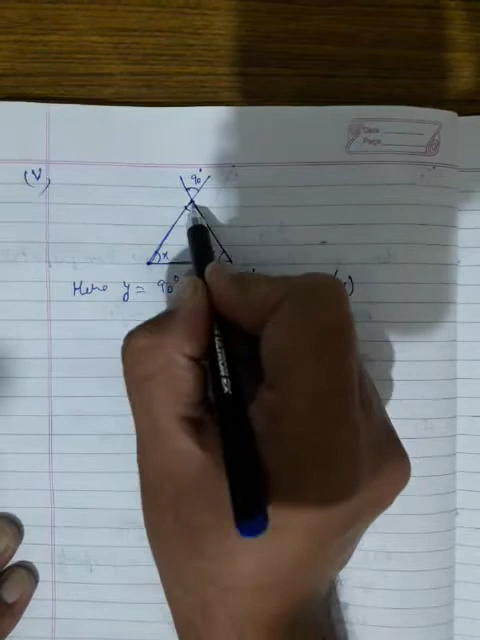 Date
Page
(V)
90°
x
Here y = 90°